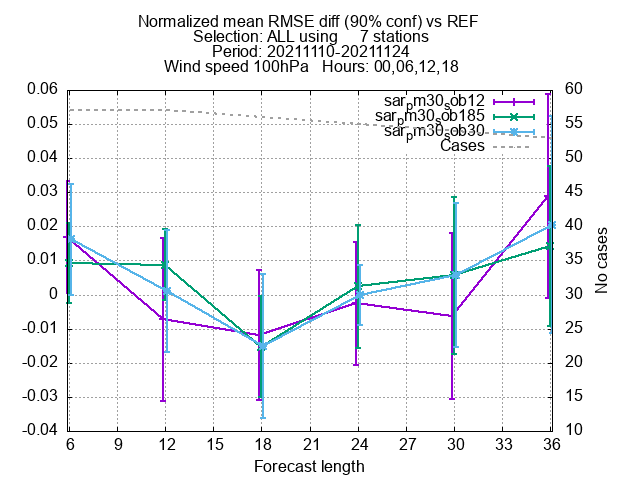 Normalized mean RMSE diff (90% conf) vs REF
Selection: ALL using 7 stations
Period: 20211110-20211124
Wind speed 100hPa Hours: 00,06,12,18
sar_pm30_sob12
sar_pm30_sob185
sar_pm30_sob30
Cases
0.06
0.05
0.04
0.03
0.02
0.01
0
-0.01
-0.02
-0.03
-0.04
60
55
50
45
40
35
30
25
20
15
10
No cases
6 9 12 15 18 21 24 27 30 33 36
Forecast length